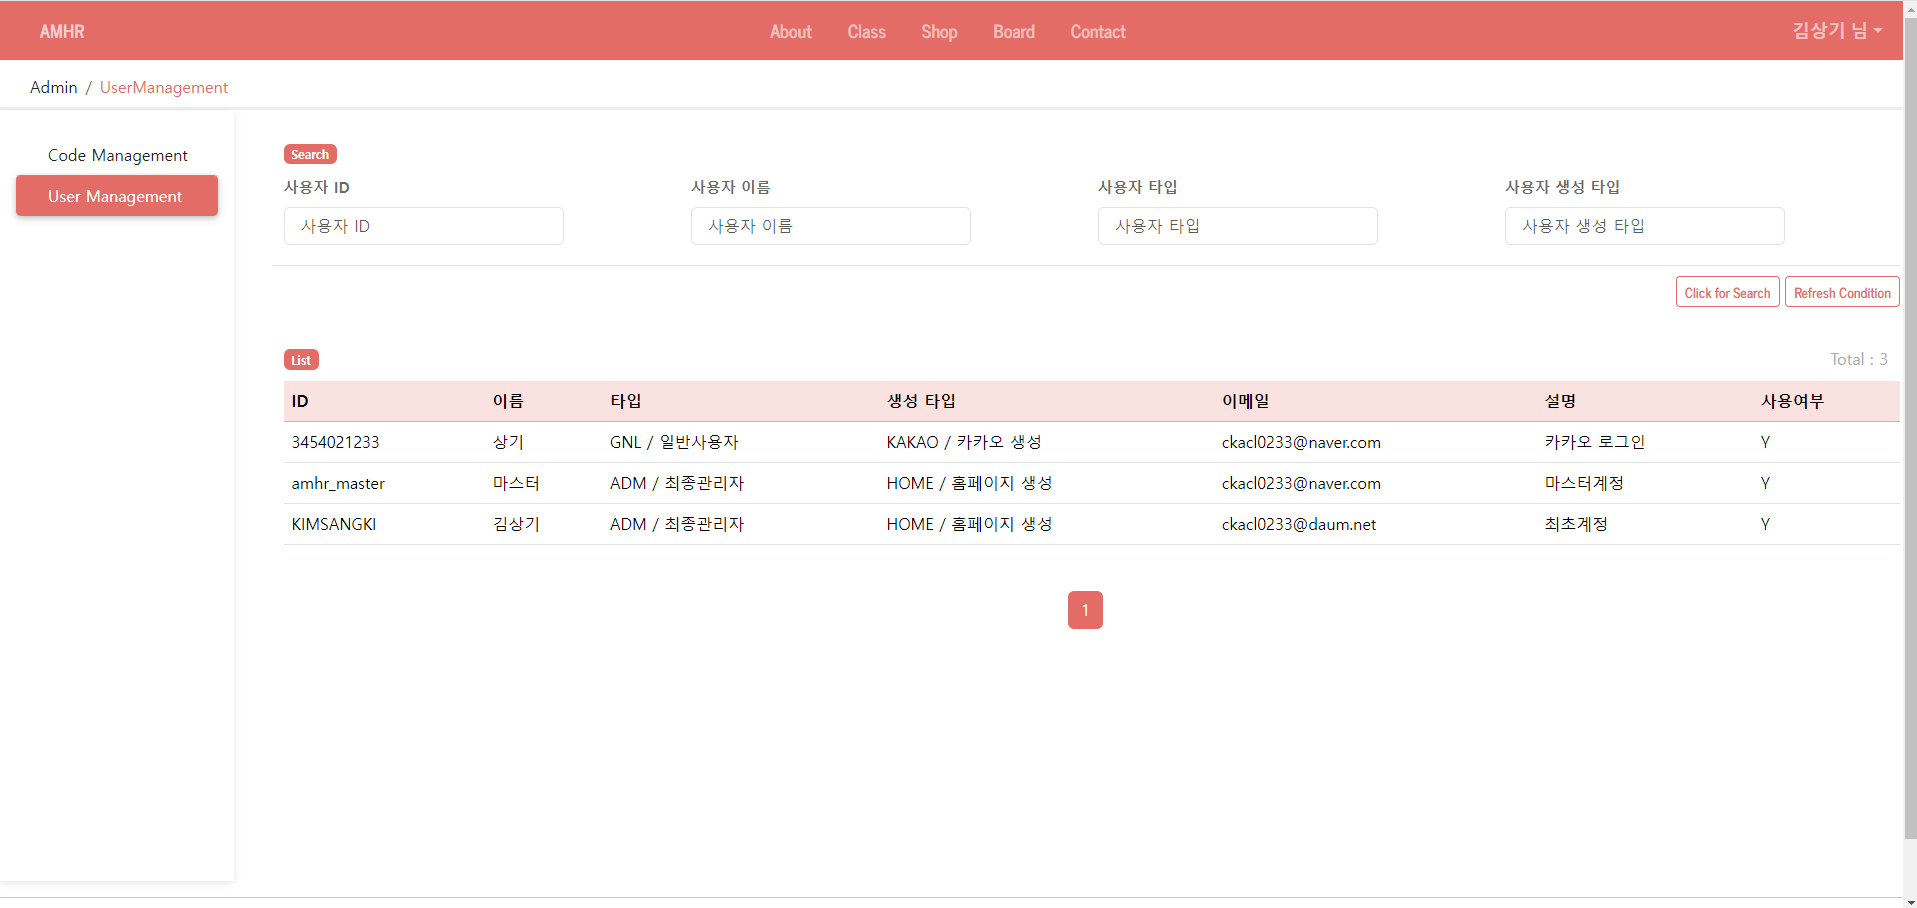 AMHR About Class Shop Board Contact 김상기 님
Admin / UserManagement
Code Management
User Management
Search
사용자 ID 사용자 이름 사용자 타입 사용자 생성 타입
사용자 ID 사용자 이름 사용자 타입 사용자 생성 타입
Click for Search Refresh Condition
List Total : 3
ID 이름 타입 생성 타입 이메일 설명 사용여부
3454021233 상기 GNL / 일반사용자 KAKAO / 카카오 생성 ckacl0233@naver.com 카카오 로그인 Y
amhr_master 마스터 ADM / 최종관리자 HOME / 홈페이지 생성 ckacl0233@naver.com 마스터계정 Y
KIMSANGKI 김상기 ADM / 최종관리자 HOME / 홈페이지 생성 ckacl0233@daum.net 최초계정 Y
1